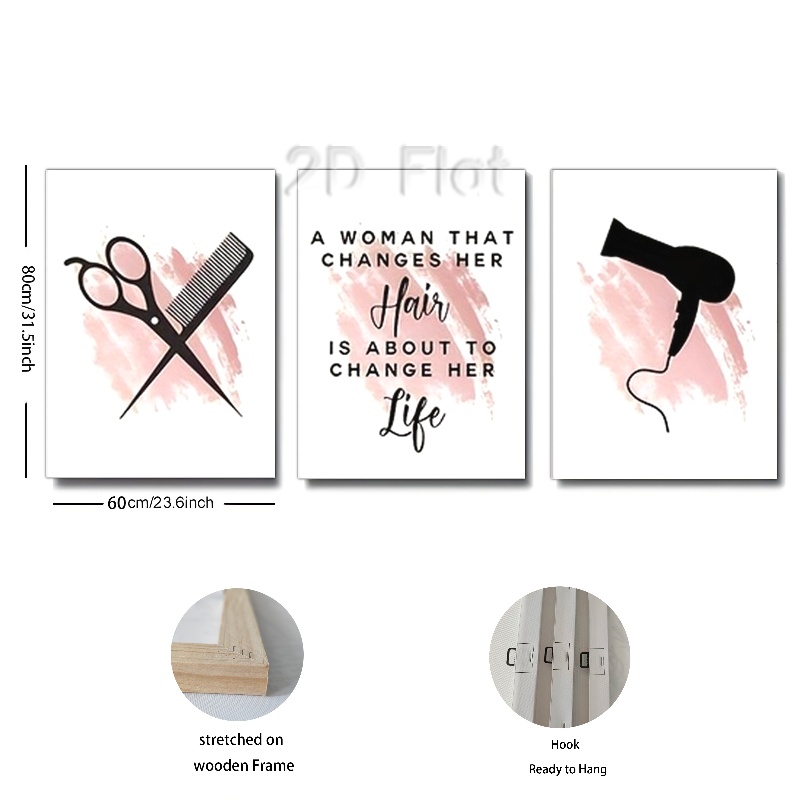 2D Flat
A WOMAN THAT
CHANGES HER
Hair
IS ABOUT TO
CHANGE HER
Life
80cm/31.5inch
60cm/23.6inch
stretched on
wooden Frame
Hook
Ready to Hang